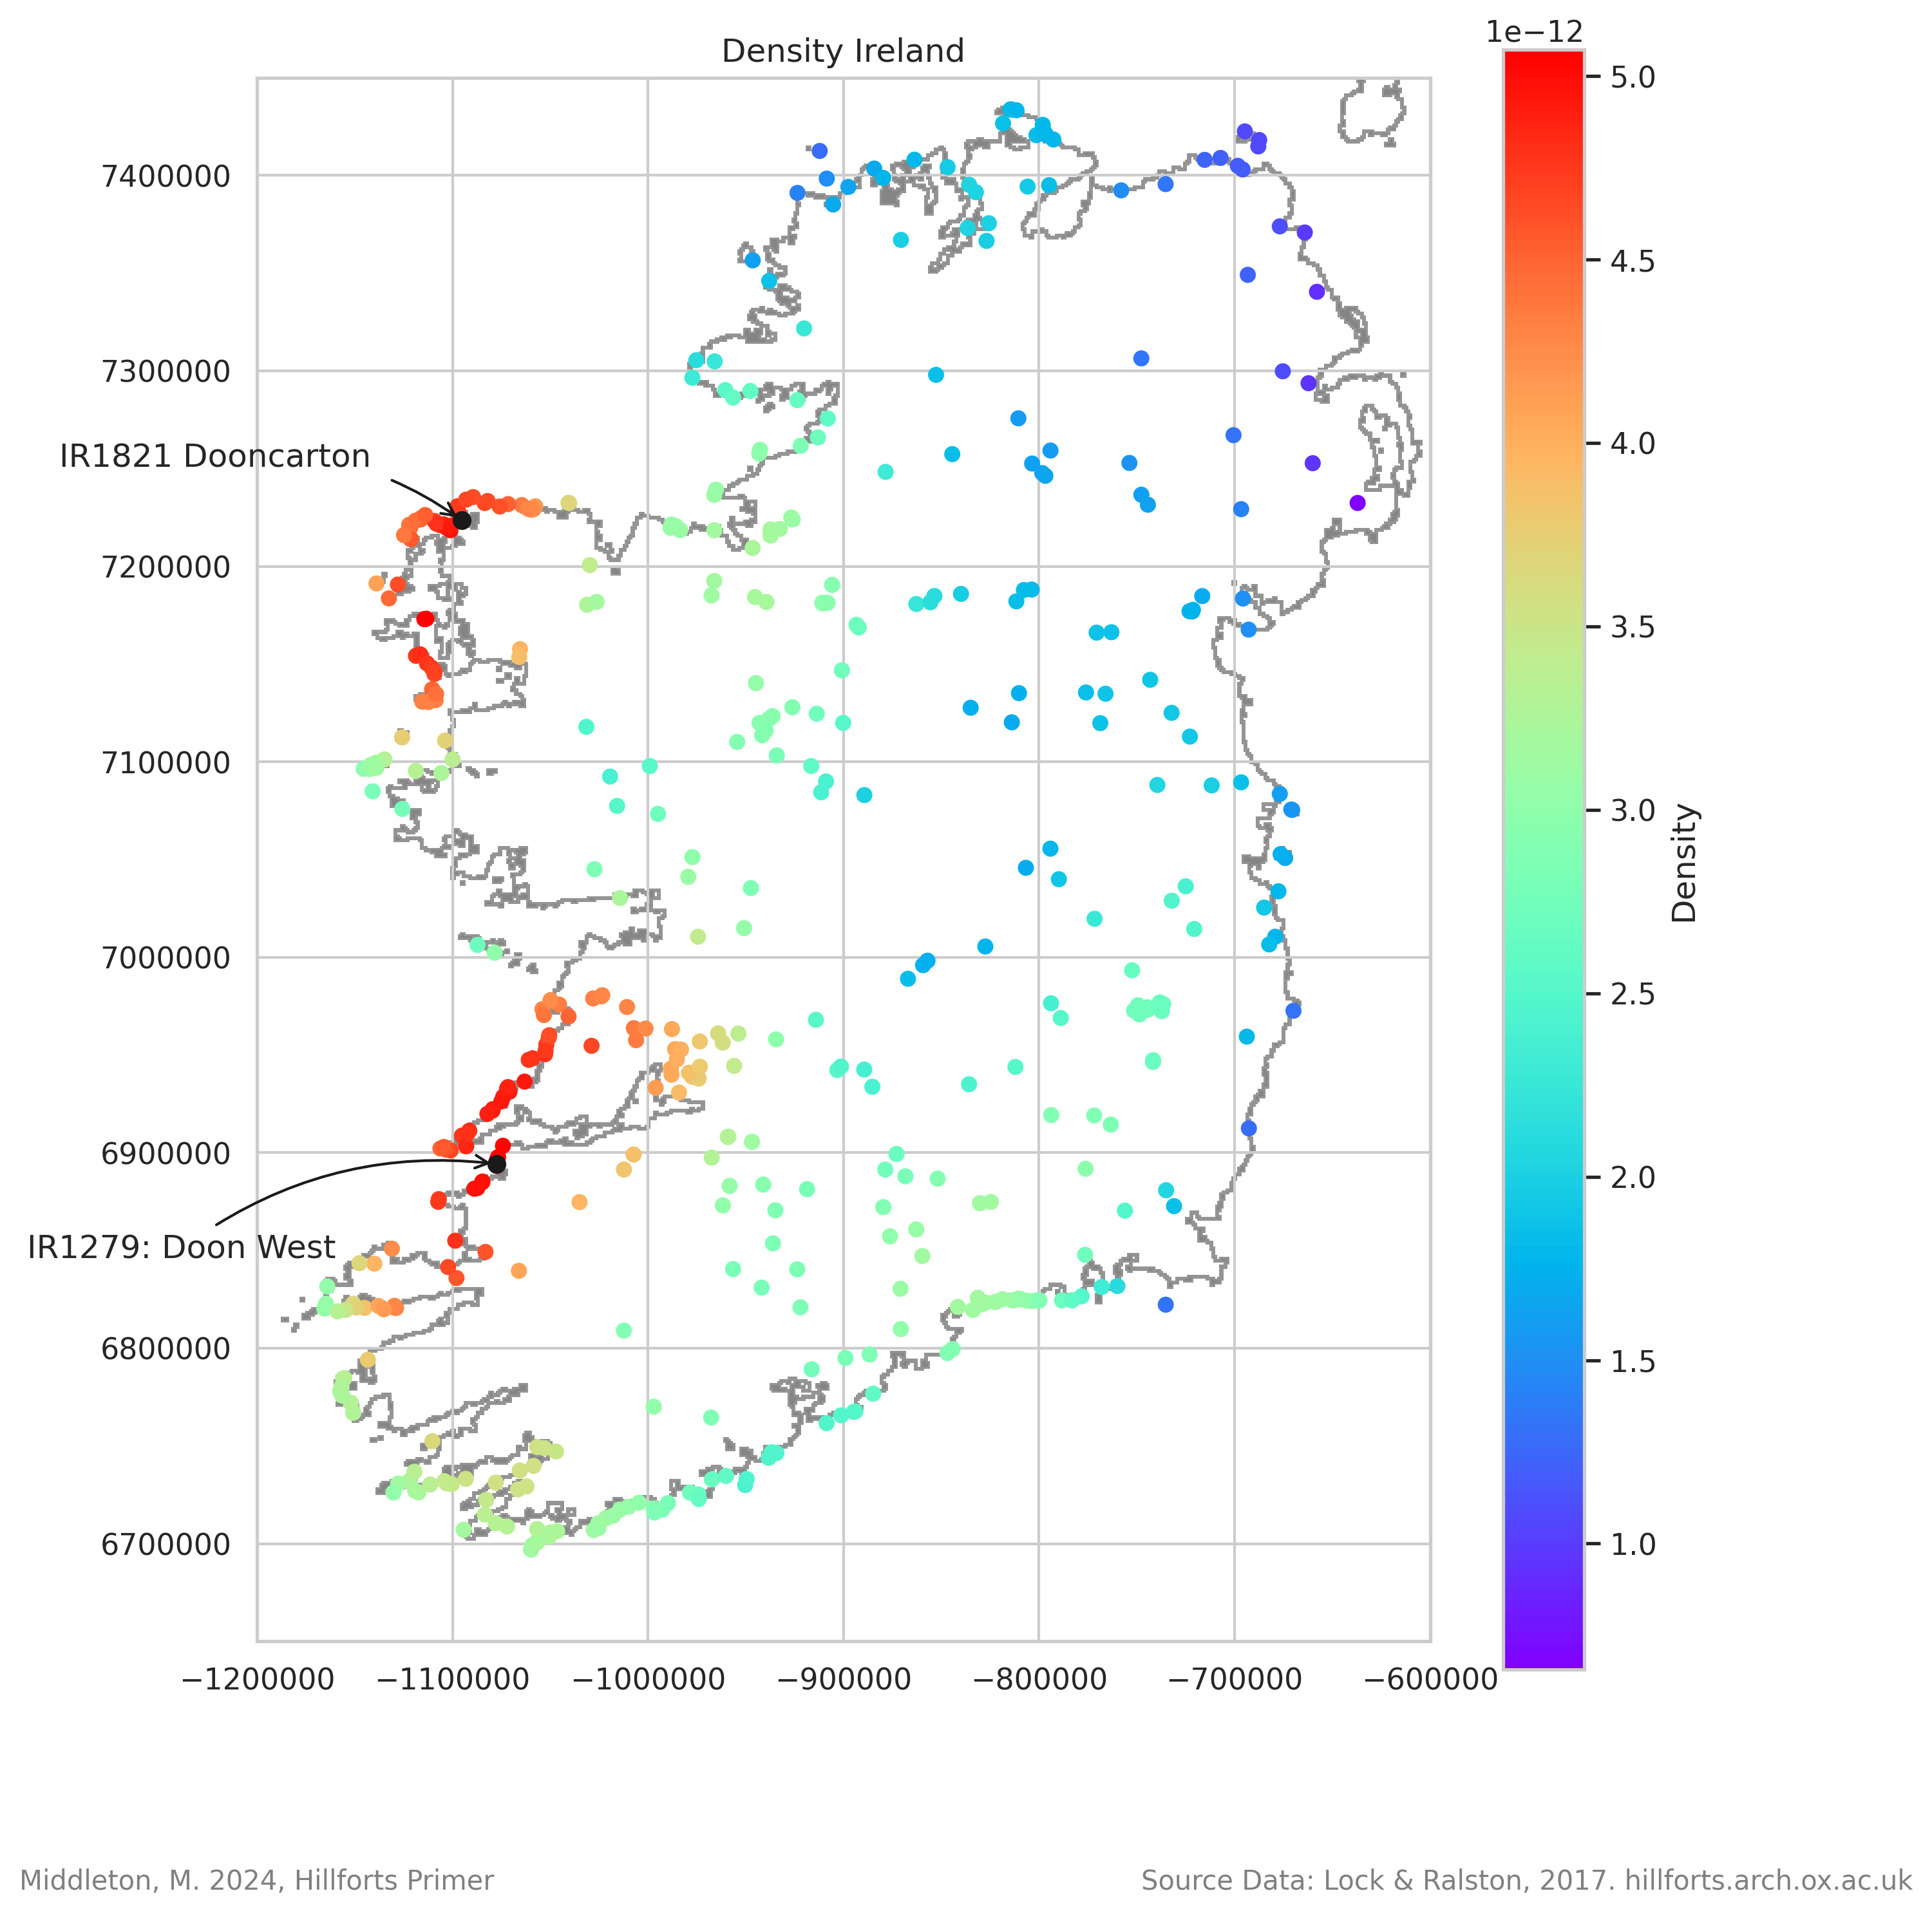 1e−12
Density Ireland
5.0
7400000
4.5
7300000
4.0
IR1821 Dooncarton
7200000
3.5
7100000
3.0
Density
7000000
2.5
6900000
2.0
IR1279: Doon West
6800000
1.5
6700000
1.0
−1200000 −1100000 −1000000 −900000 −800000 −700000 −600000
Middleton, M. 2024, Hillforts Primer
Source Data: Lock & Ralston, 2017. hillforts.arch.ox.ac.uk